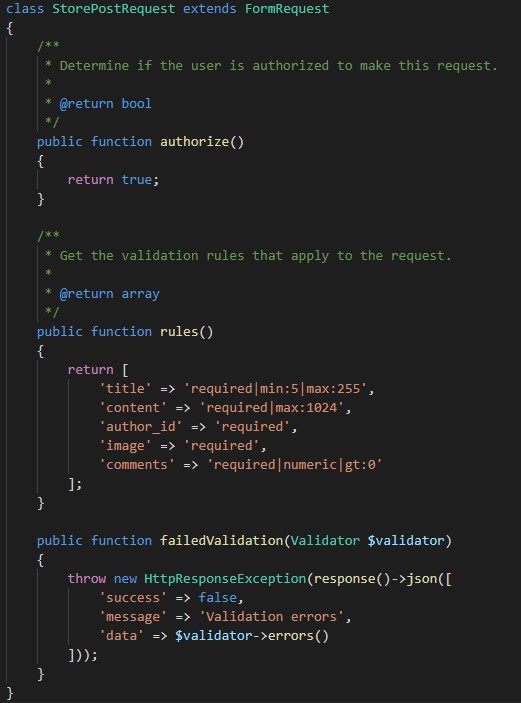 class StorePostRequest extends FormRequest
{
    /**
     * Determine if the user is authorized to make this request.
     *
     * @return bool
     */
    public function authorize()
    {
        return true;
    }

    /**
     * Get the validation rules that apply to the request.
     *
     * @return array
     */
    public function rules()
    {
        return [
            'title' => 'required|min:5|max:255',
            'content' => 'required|max:1024',
            'author_id' => 'required',
            'image' => 'required',
            'comments' => 'required|numeric|gt:0'
        ];
    }

    public function failedValidation(Validator $validator)
    {
        throw new HttpResponseException(response()->json([
            'success' => false,
            'message' => 'Validation errors',
            'data' => $validator->errors()
        ]));
    }
}